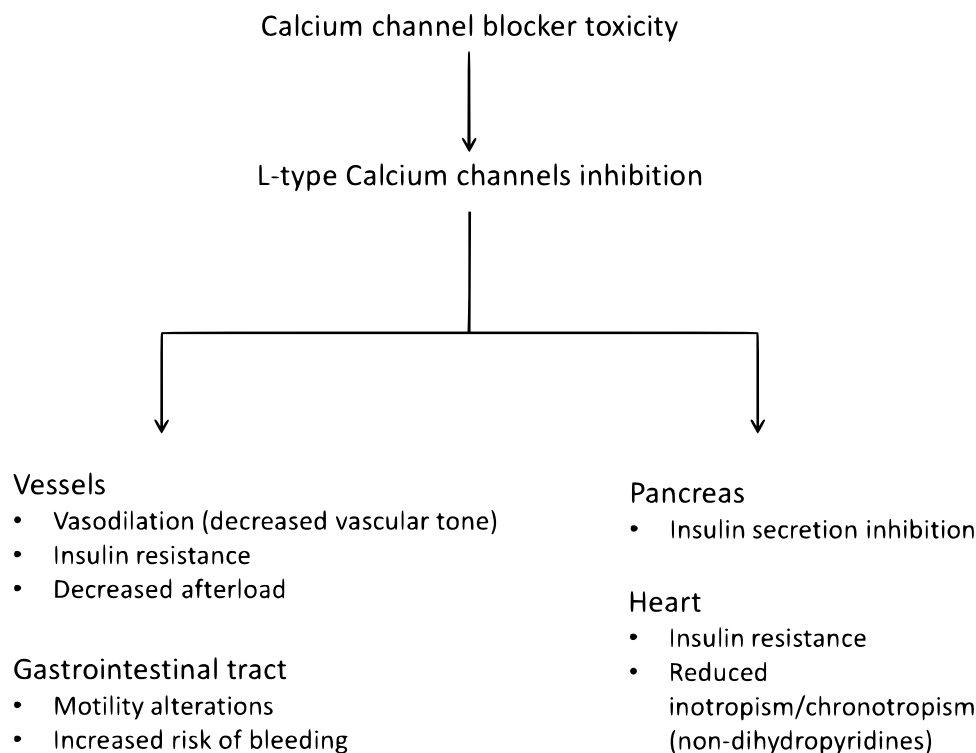 Calcium channel blocker toxicity
L-type Calcium channels inhibition
Vessels
• Vasodilation (decreased vascular tone)
• Insulin resistance
• Decreased afterload
Gastrointestinal tract
• Motility alterations
• Increased risk of bleeding
Pancreas
• Insulin secretion inhibition
Heart
• Insulin resistance
• Reduced
inotropism/chronotropism
(non-dihydropyridines)